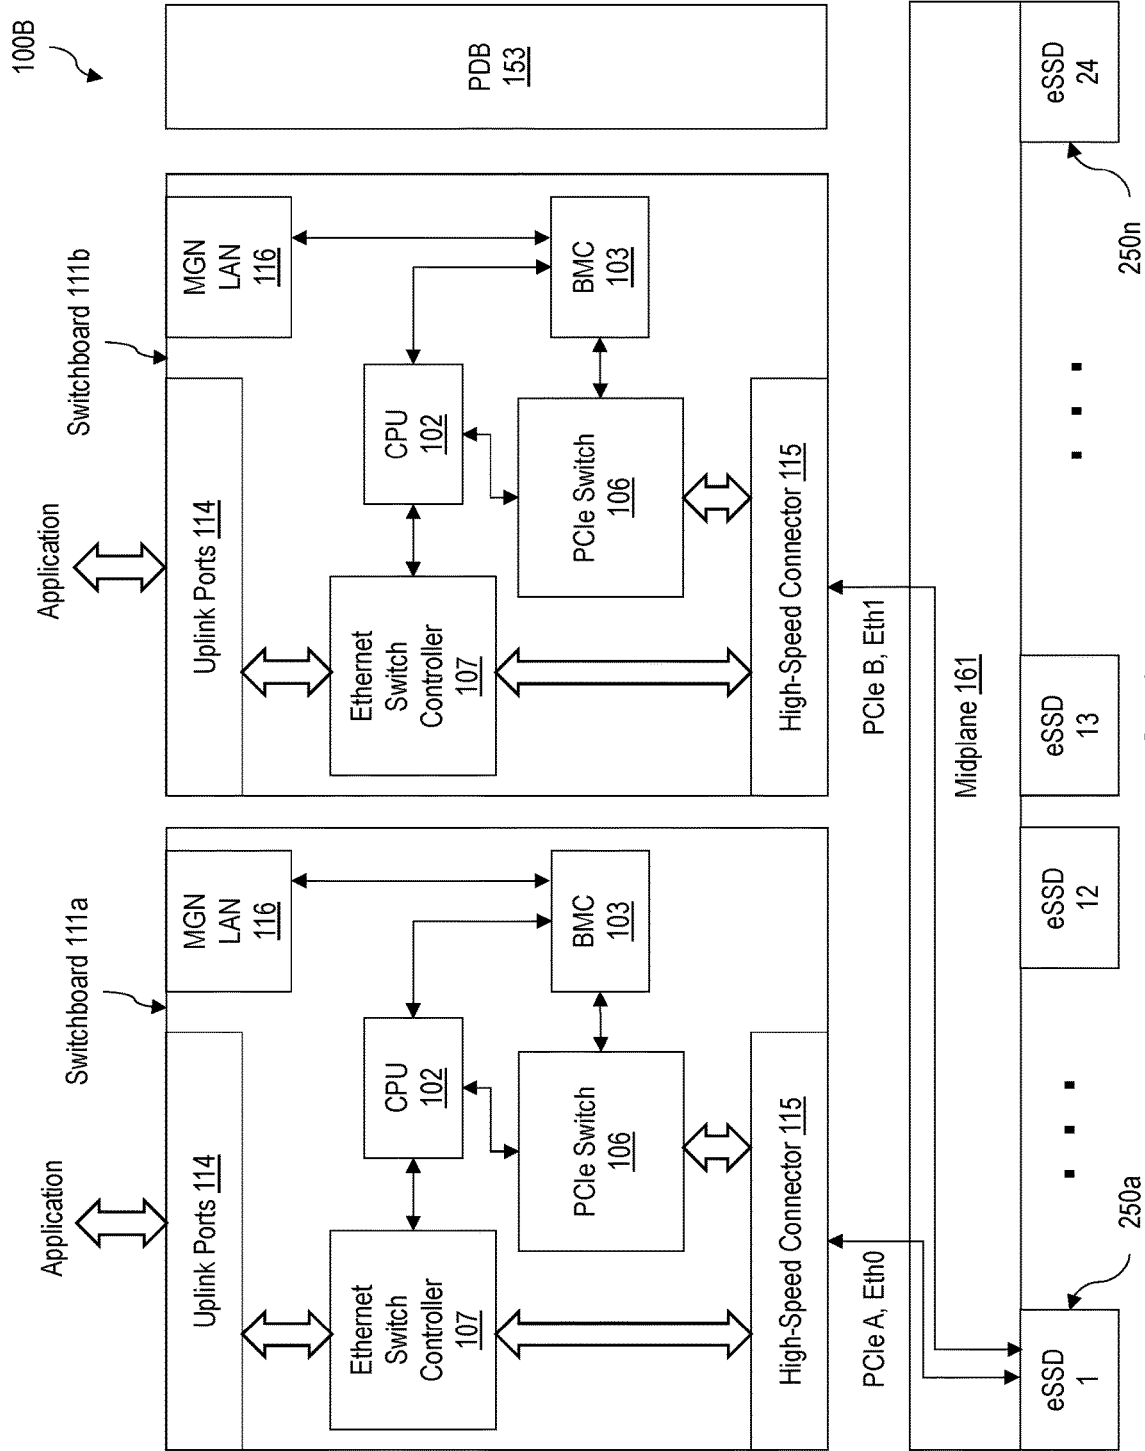 100B
Application
Switchboard 111a
Uplink Ports 114
MGN
LAN
116
Ethernet
Switch
Controller
107
CPU
102
PCIe Switch
106
BMC
103
High-Speed Connector 115
Application
Switchboard 111b
Uplink Ports 114
MGN
LAN
116
Ethernet
Switch
Controller
107
CPU
102
PCIe Switch
106
BMC
103
High-Speed Connector 115
PDB
153
PCIe A, Eth0
PCIe B, Eth1
Midplane 161
eSSD
1
eSSD
12
eSSD
13
eSSD
24
250a
250n